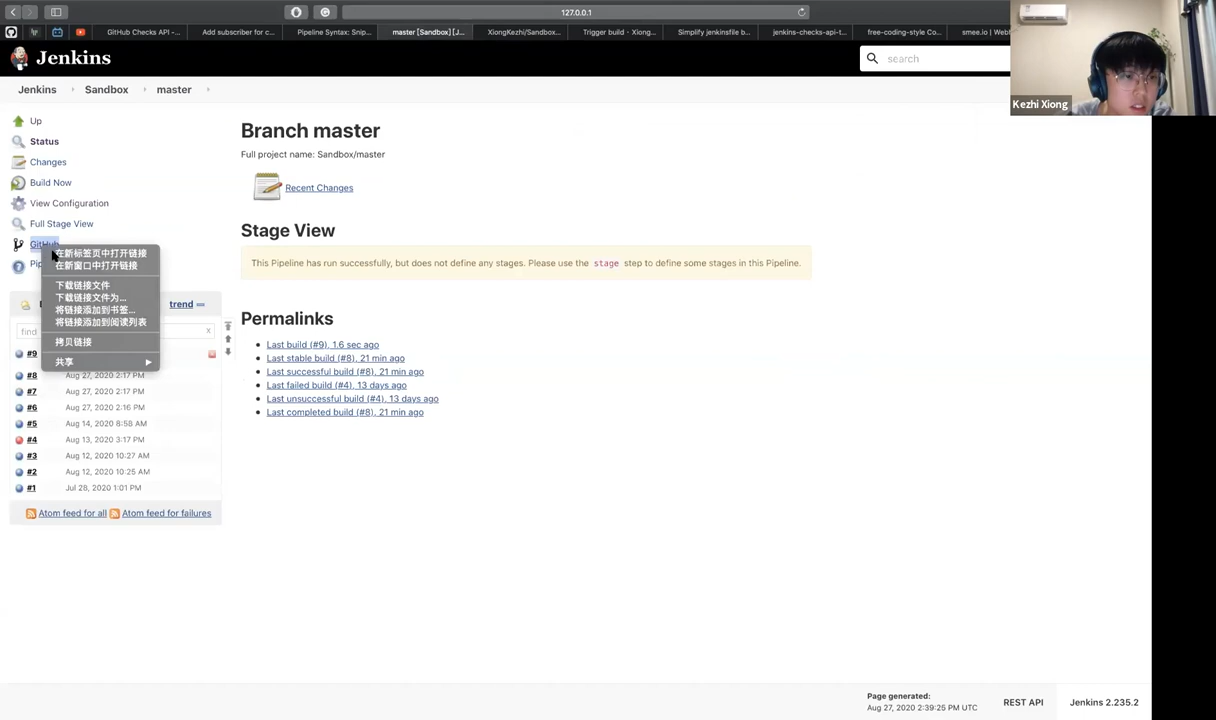 127.0.0.1
GitHub Checks API -...
Add subscriber for c...
Pipeline Syntax: Snip...
master [Sandbox] [J...
XiongKezhi/Sandbox...
Trigger build - Xiong...
Simplify jenkinsfile b...
jenkins-checks-api-t...
free-coding-style Co...
smee.io | Web
Jenkins
search
Kezhi Xiong
Jenkins
Sandbox
master
Up
Status
Changes
Build Now
View Configuration
Full Stage View
GitHub
Pip
在新标签页中打开链接
在新窗口中打开链接
下载链接文件
下载链接文件为...
将链接添加到书签...
将链接添加到阅读列表
拷贝链接
共享
trend
find
x
#9
#8 Aug 27, 2020 2:17 PM
#7 Aug 27, 2020 2:17 PM
#6 Aug 27, 2020 2:16 PM
#5 Aug 14, 2020 8:58 AM
#4 Aug 13, 2020 3:17 PM
#3 Aug 12, 2020 10:27 AM
#2 Aug 12, 2020 10:25 AM
#1 Jul 28, 2020 1:01 PM
Atom feed for all
Atom feed for failures
Branch master
Full project name: Sandbox/master
Recent Changes
Stage View
This Pipeline has run successfully, but does not define any stages. Please use the stage step to define some stages in this Pipeline.
Permalinks
Last build (#9), 1.6 sec ago
Last stable build (#8), 21 min ago
Last successful build (#8), 21 min ago
Last failed build (#4), 13 days ago
Last unsuccessful build (#4), 13 days ago
Last completed build (#8), 21 min ago
Page generated:
Aug 27, 2020 2:39:25 PM UTC
REST API
Jenkins 2.235.2